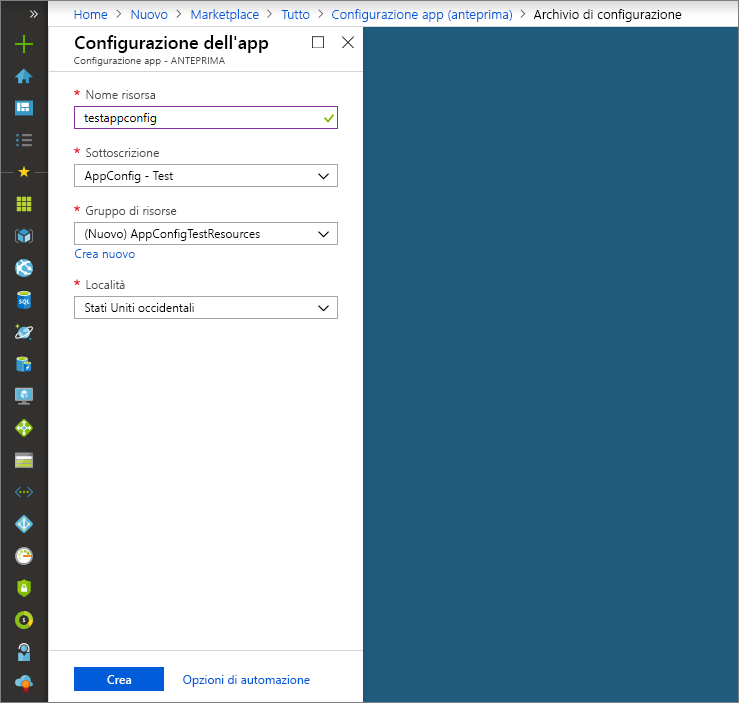 Home > Nuovo > Marketplace > Tutto > Configurazione app (anteprima) > Archivio di configurazione
Configurazione dell'app
Configurazione app - ANTEPRIMA
* Nome risorsa
testappconfig
* Sottoscrizione
AppConfig - Test
* Gruppo di risorse
(Nuovo) AppConfigTestResources
Crea nuovo
* Località
Stati Uniti occidentali
SQL
Crea
Opzioni di automazione